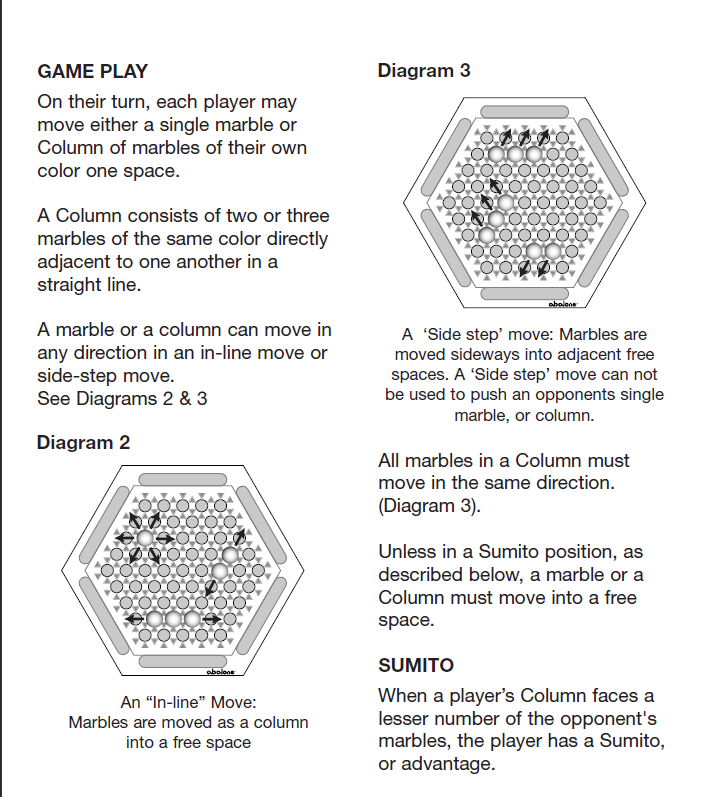 GAME PLAY
On their turn, each player may
move either a single marble or
Column of marbles of their own
color one space.
A Column consists of two or three
marbles of the same color directly
adjacent to one another in a
straight line.
A marble or a column can move in
any direction in an in-line move or
side-step move.
See Diagrams 2 & 3
Diagram 2
abalone
An “In-line” Move:
Marbles are moved as a column
into a free space
Diagram 3
abalone
A ‘Side step’ move: Marbles are
moved sideways into adjacent free
spaces. A ‘Side step’ move can not
be used to push an opponents single
marble, or column.
All marbles in a Column must
move in the same direction.
(Diagram 3).
Unless in a Sumito position, as
described below, a marble or a
Column must move into a free
space.
SUMITO
When a player’s Column faces a
lesser number of the opponent's
marbles, the player has a Sumito,
or advantage.